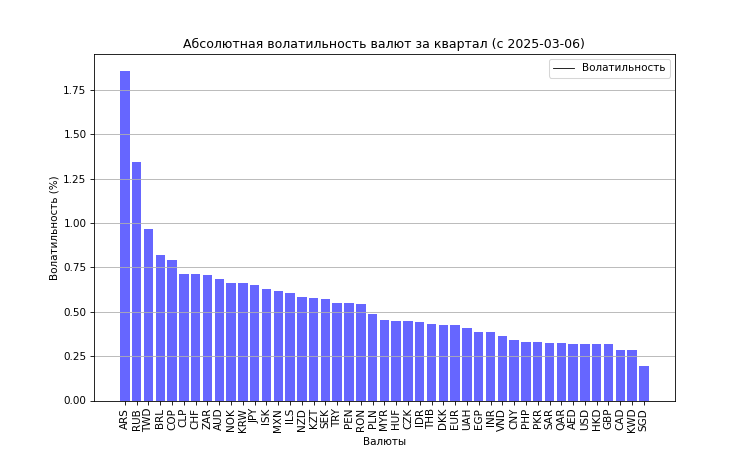 Абсолютная волатильность валют за квартал (с 2025-03-06)
Волатильность
Волатильность (%)
1.75
1.50
1.25
1.00
0.75
0.50
0.25
0.00
ARS RUB TWD BRL COP CLP CHF ZAR AUD NOK KRW JPY ISK MXN ILS NZD KZT SEK TRY PEN RON PLN MYR HUF CZK IDR THB DKK EUR UAH EGP INR VND CNY PHP PKR SAR QAR AED USD HKD GBP CAD KWD SGD
Валюты